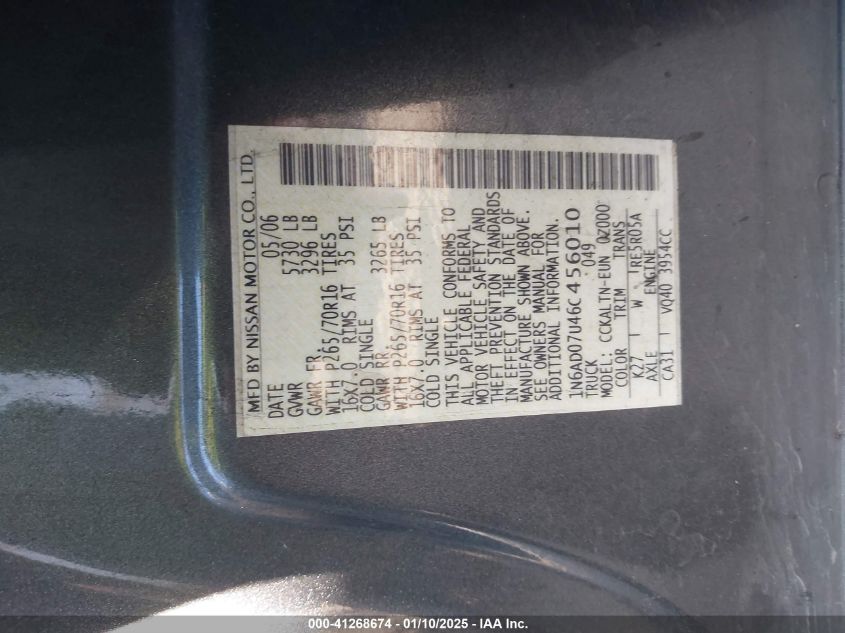 MFD BY NISSAN MOTOR CO., LTD.
DATE 05/06
GVWR 5730 LB
GAWR FR. 3296 LB
WITH P265/70R16 TIRES
16X7.0 RIMS AT 35 PSI
COLD SINGLE
GAWR RR. 3265 LB
WITH P265/70R16 TIRES
16X7.0 RIMS AT 35 PSI
COLD SINGLE
THIS VEHICLE CONFORMS TO
ALL APPLICABLE FEDERAL
MOTOR VEHICLE SAFETY AND
THEFT PREVENTION STANDARDS
IN EFFECT ON THE DATE OF
MANUFACTURE SHOWN ABOVE.
SEE OWNERS MANUAL FOR
ADDITIONAL INFORMATION.
1N6AD07U46C456010
TRUCK 049
MODEL: CCKALTN-EUN QZ000
COLOR TRIM TRANS
K27 W RE5R05A
AXLE ENGINE
CA31 VQ40 3954CC
000-41268674 - 01/10/2025 - IAA Inc.